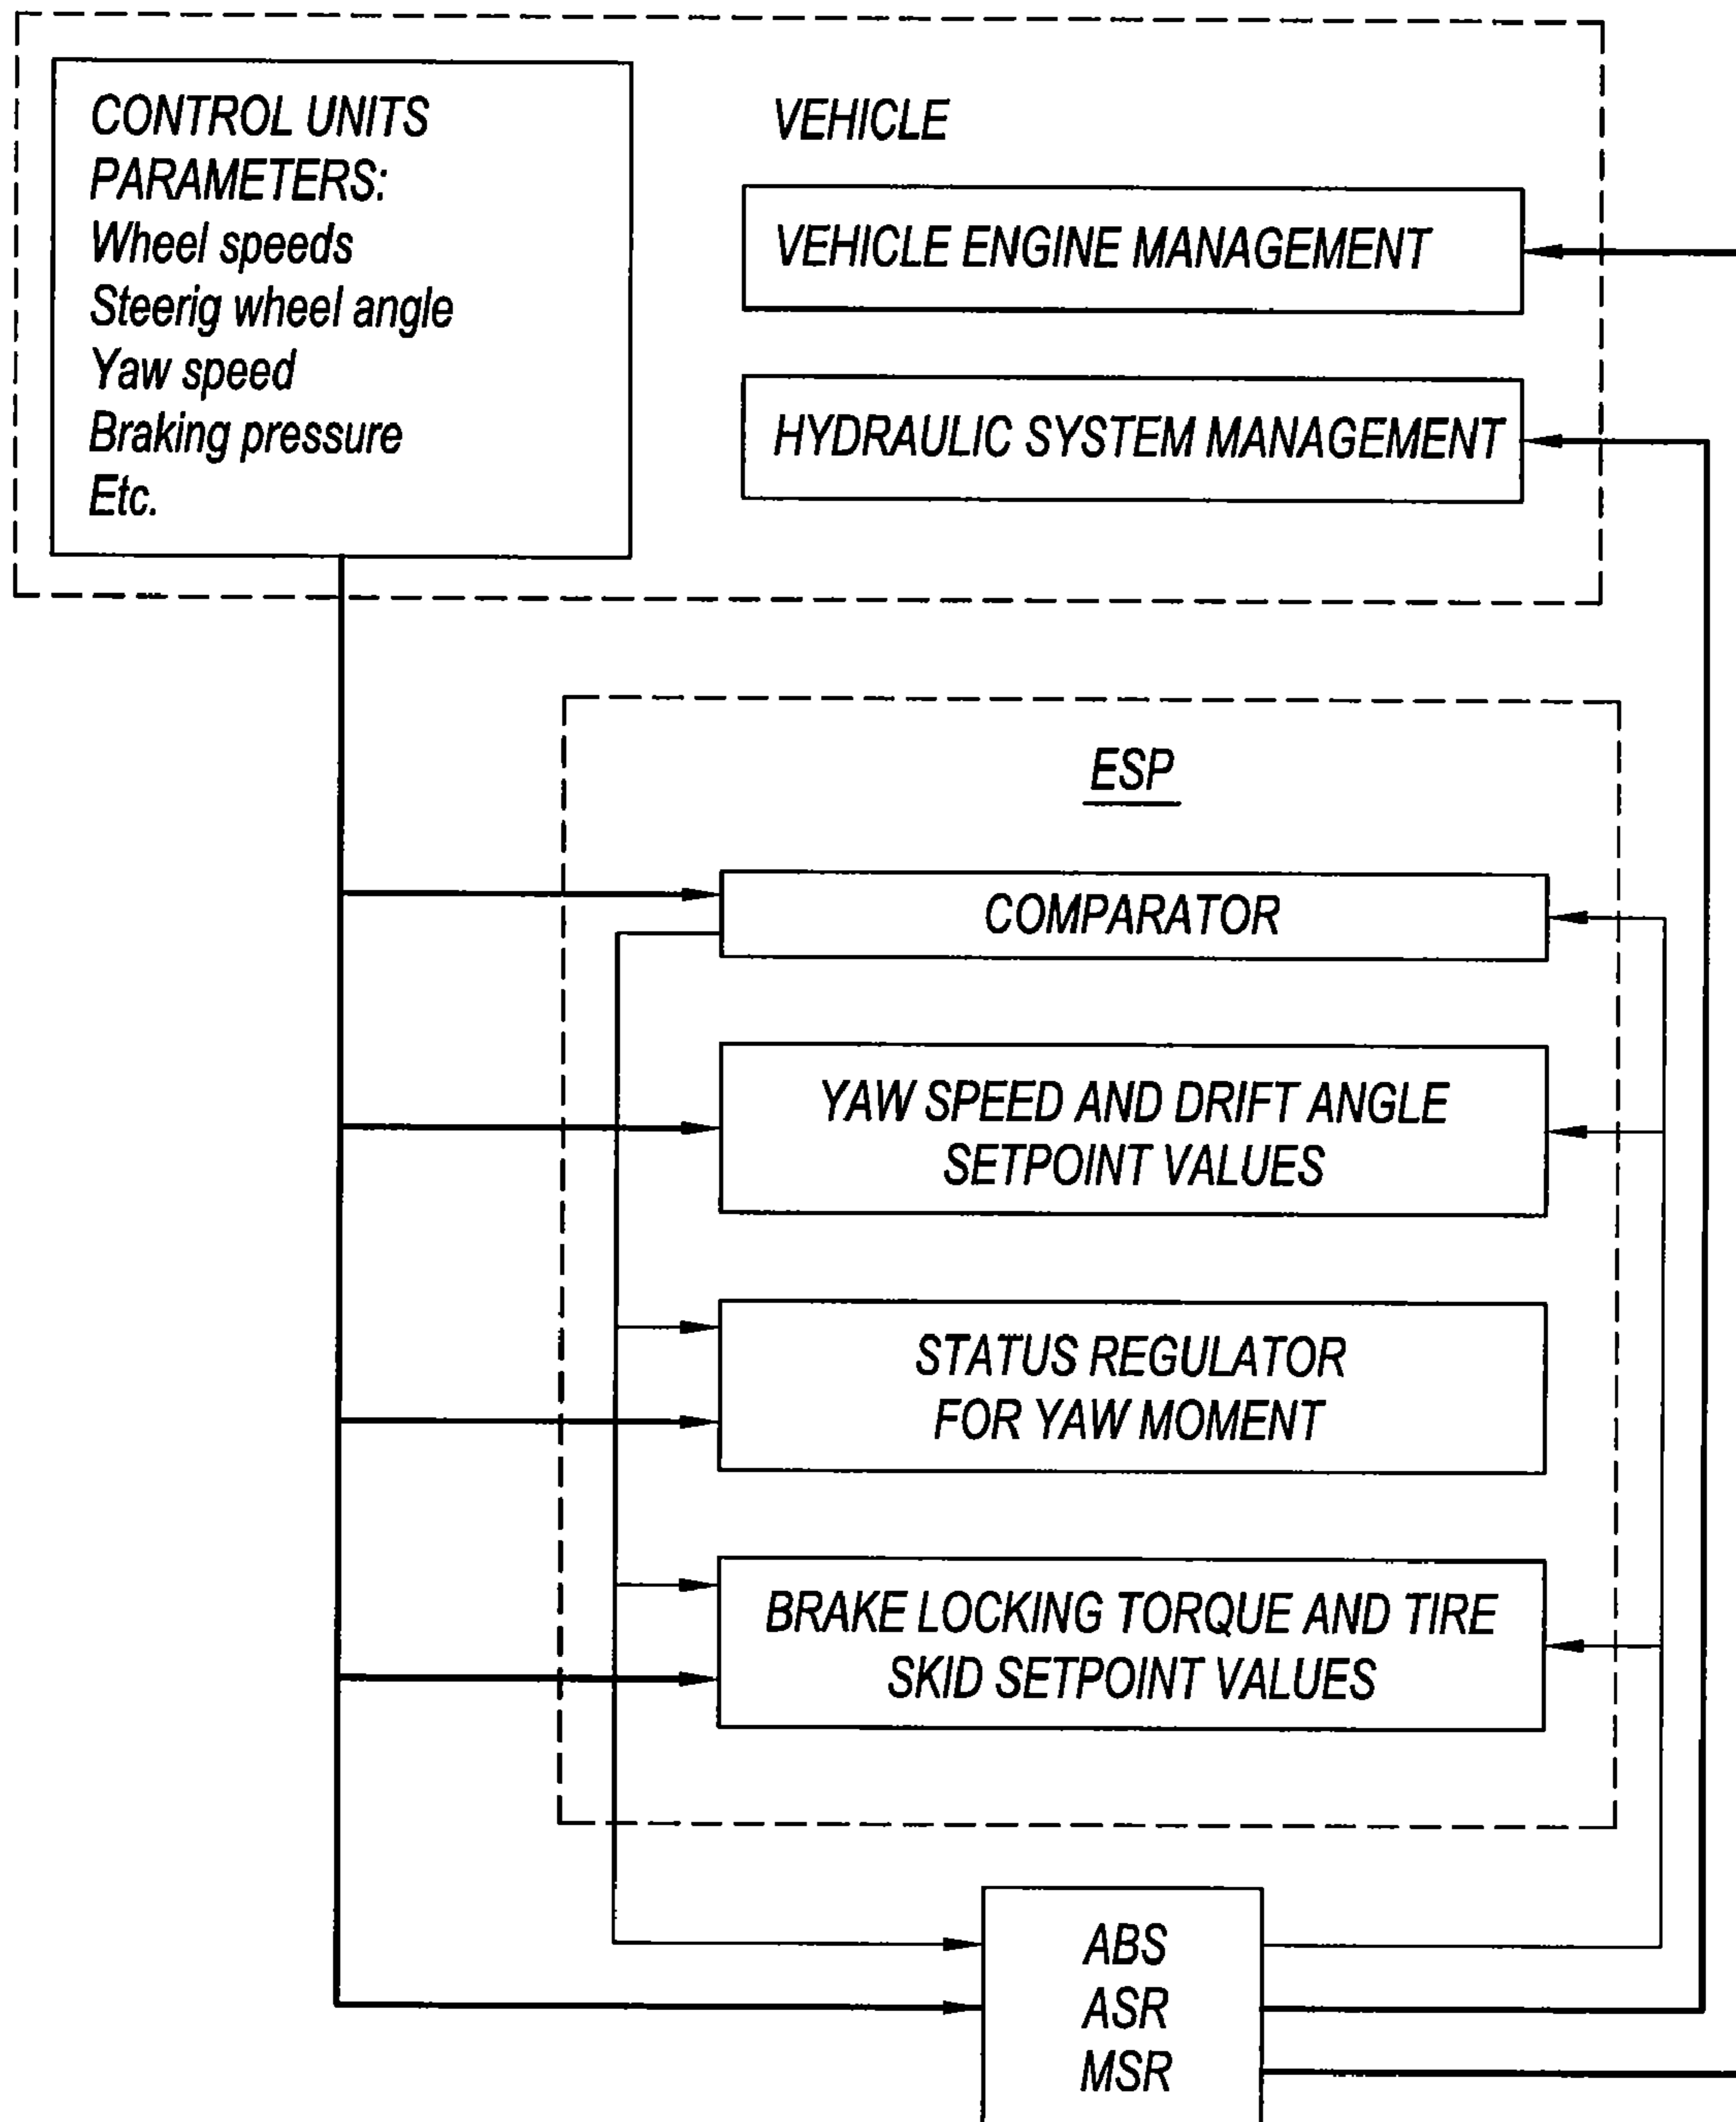 CONTROL UNITS
PARAMETERS:
Wheel speeds
Steerig wheel angle
Yaw speed
Braking pressure
Etc.
VEHICLE
VEHICLE ENGINE MANAGEMENT
HYDRAULIC SYSTEM MANAGEMENT
ESP
COMPARATOR
YAW SPEED AND DRIFT ANGLE
SETPOINT VALUES
STATUS REGULATOR
FOR YAW MOMENT
BRAKE LOCKING TORQUE AND TIRE
SKID SETPOINT VALUES
ABS
ASR
MSR